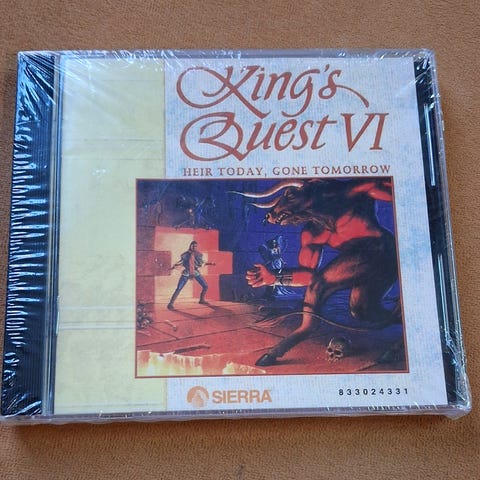 King's
Quest VI
HEIR TODAY, GONE TOMORROW
SIERRA
833024331